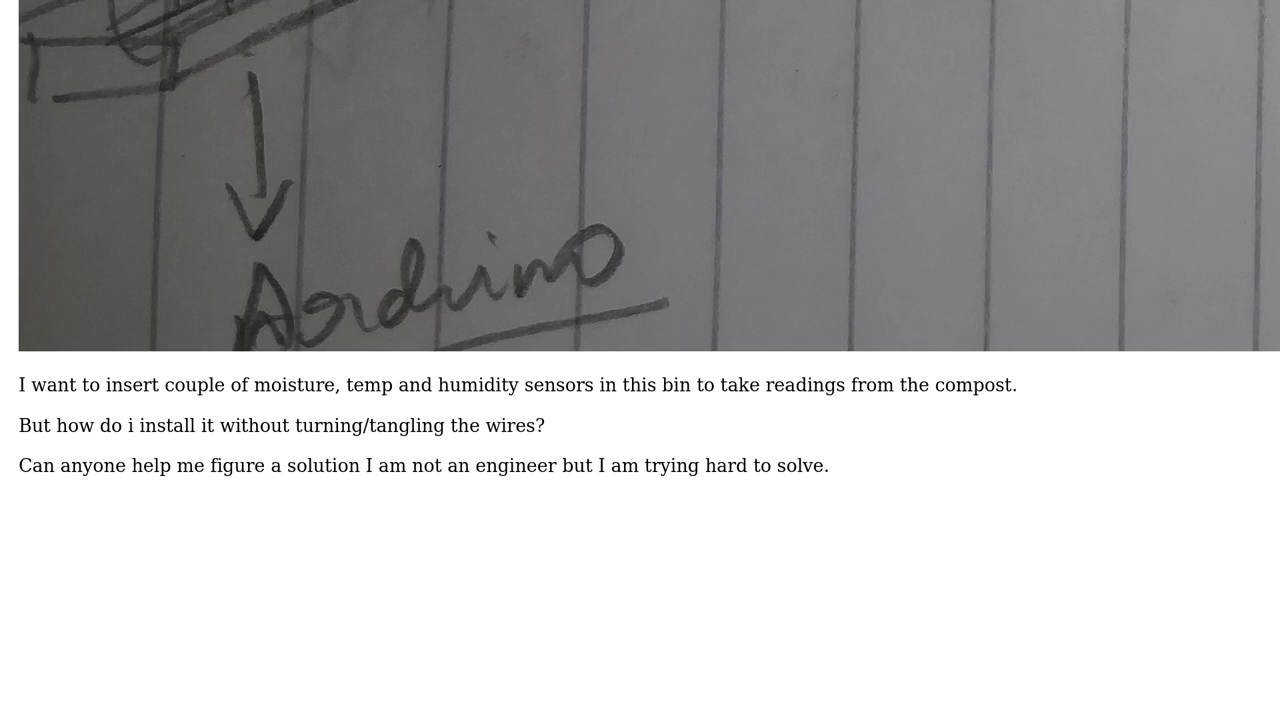 Arduino
I want to insert couple of moisture, temp and humidity sensors in this bin to take readings from the compost.
But how do i install it without turning/tangling the wires?
Can anyone help me figure a solution I am not an engineer but I am trying hard to solve.